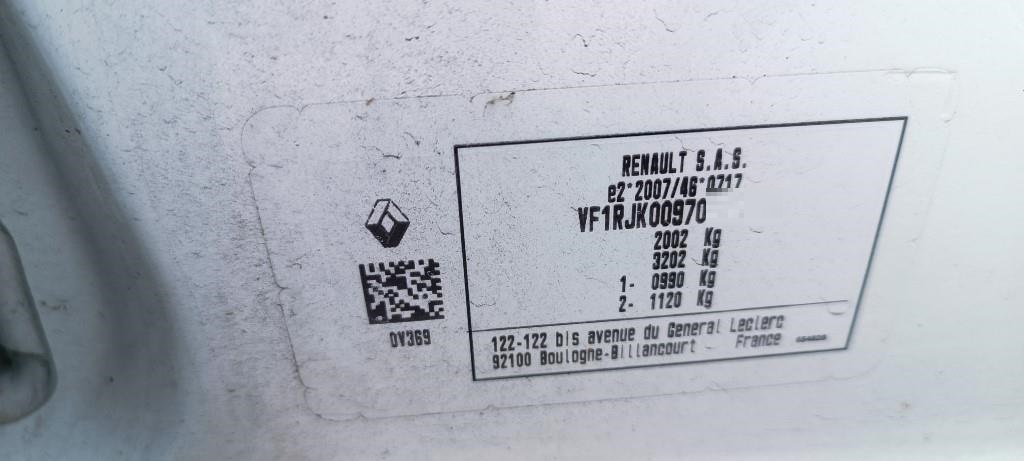 RENAULT S.A.S.
e2*2007/46*0717
VF1RJK00970
2002 Kg
3202 Kg
1- 0990 Kg
2- 1120 Kg
0V369
122-122 bis avenue du General Leclerc
92100 Boulogne-Billancourt France